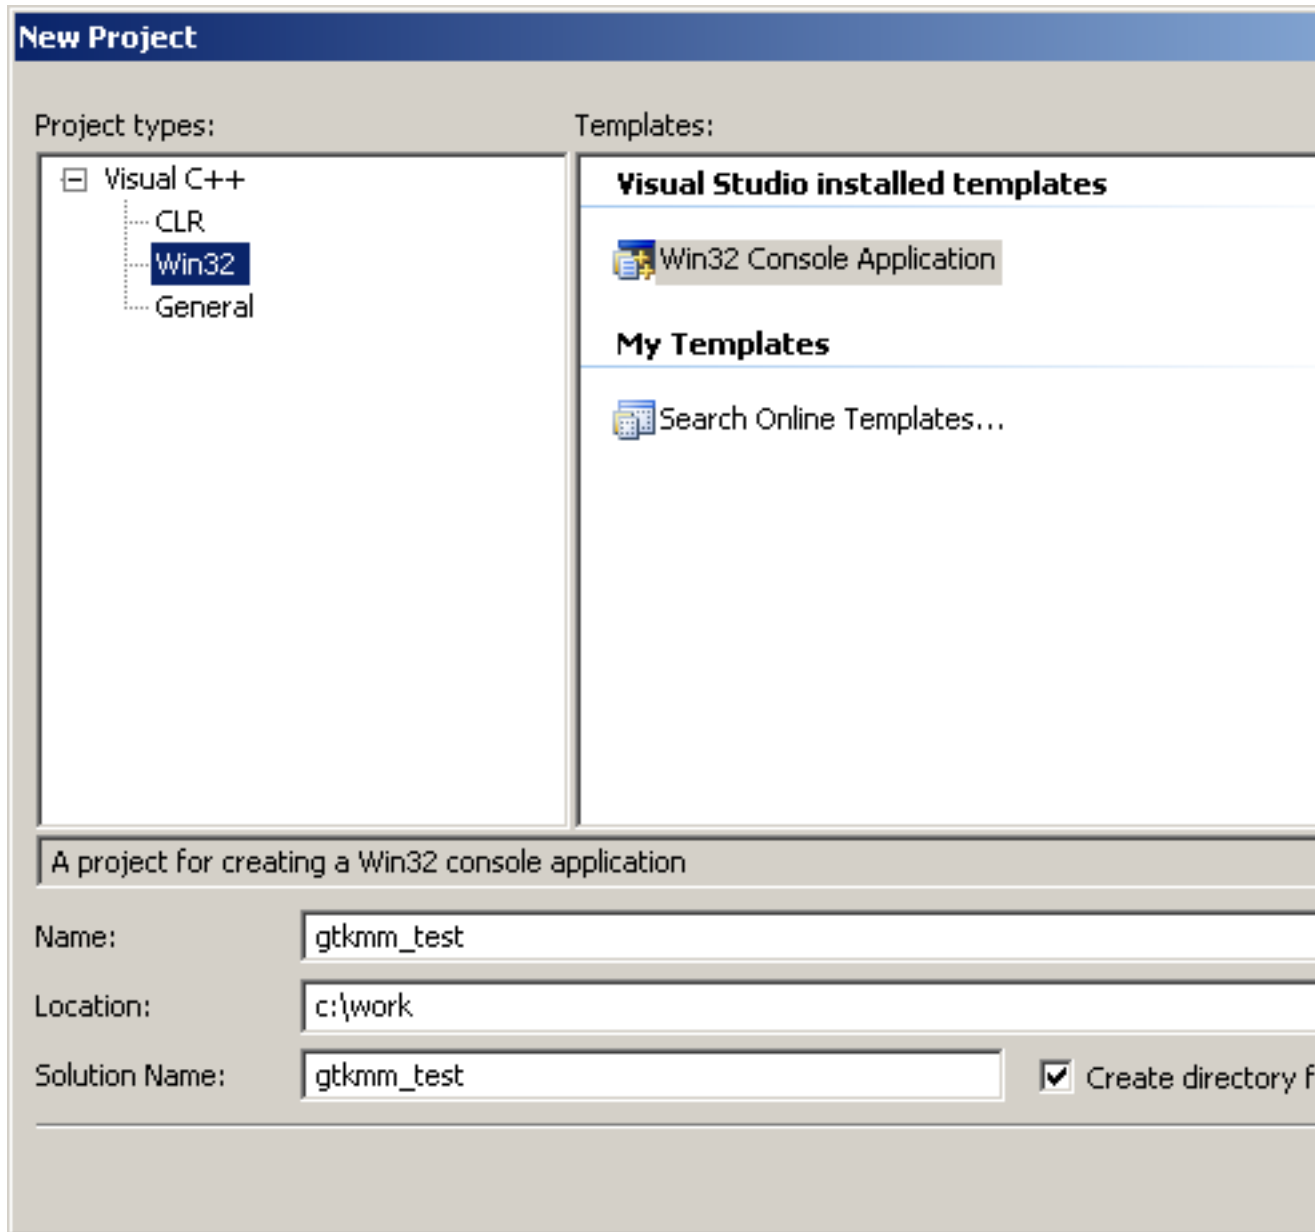 New Project
Project types:
Templates:
Visual C++
CLR
Win32
General
Visual Studio installed templates
Win32 Console Application
My Templates
Search Online Templates...
A project for creating a Win32 console application
Name:
gtkmm_test
Location:
c:\work
Solution Name:
gtkmm_test
Create directory f